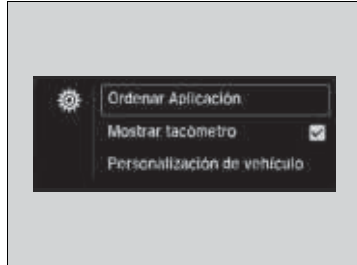 Ordenar Aplicación
Mostrar tacómetro
Personalización de vehículo